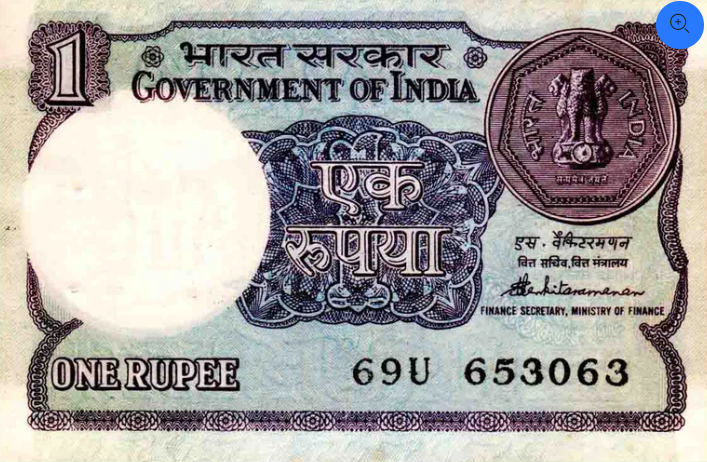 1
भारत सरकार
GOVERNMENT OF INDIA
भारत INDIA
सत्यमेव जयते
एक
रुपया
एस. वेंकिटरमणन
वित्त सचिव, वित्त मंत्रालय
S Venkitaramanan
FINANCE SECRETARY, MINISTRY OF FINANCE
ONE RUPEE
69U 653063